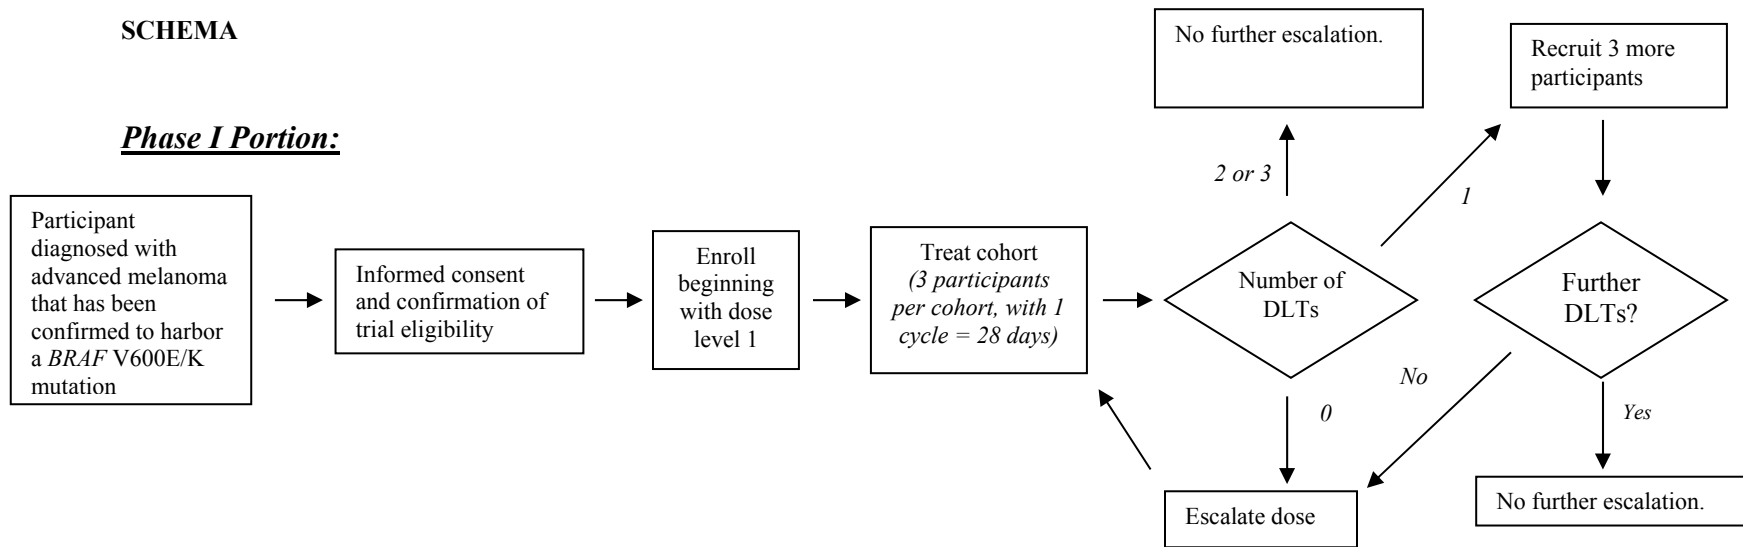 SCHEMA
Phase I Portion:
Participant
diagnosed with
advanced melanoma
that has been
confirmed to harbor
a BRAF V600E/K
mutation
Informed consent
and confirmation of
trial eligibility
Enroll
beginning
with dose
level 1
Treat cohort
(3 participants
per cohort, with 1
cycle = 28 days)
Number of
DLTs
2 or 3
No further escalation.
1
Recruit 3 more
participants
Further
DLTs?
No
Yes
No further escalation.
0
Escalate dose